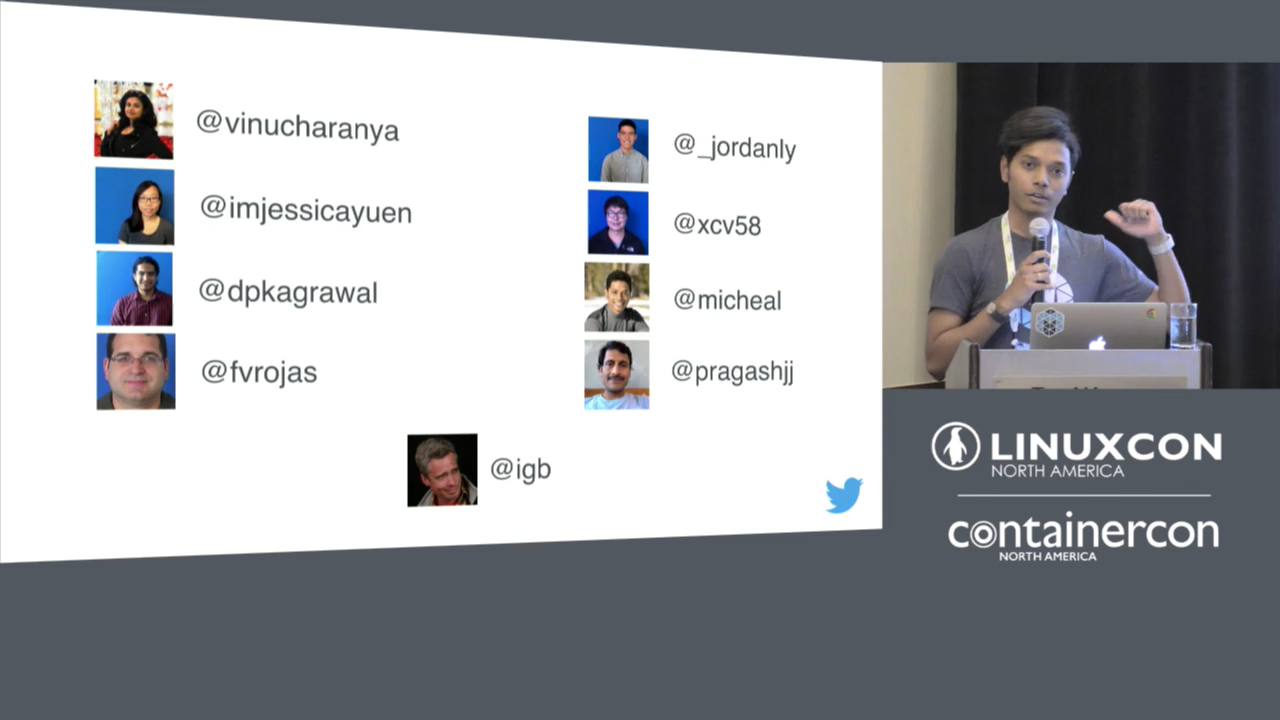 @vinucharanya
@imjessicayuen
@dpkagrawal
@fvrojas
@_jordanly
@xcv58
@micheal
@pragashjj
@igb
LINUXCON
NORTH AMERICA
containercon
NORTH AMERICA